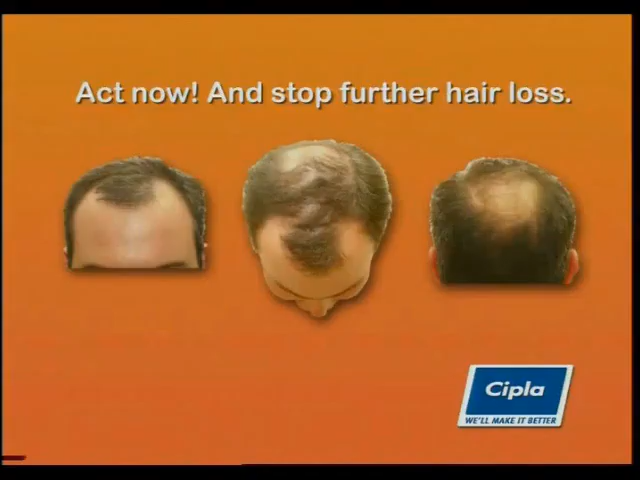 Act now! And stop further hair loss.
Cipla
WE'LL MAKE IT BETTER